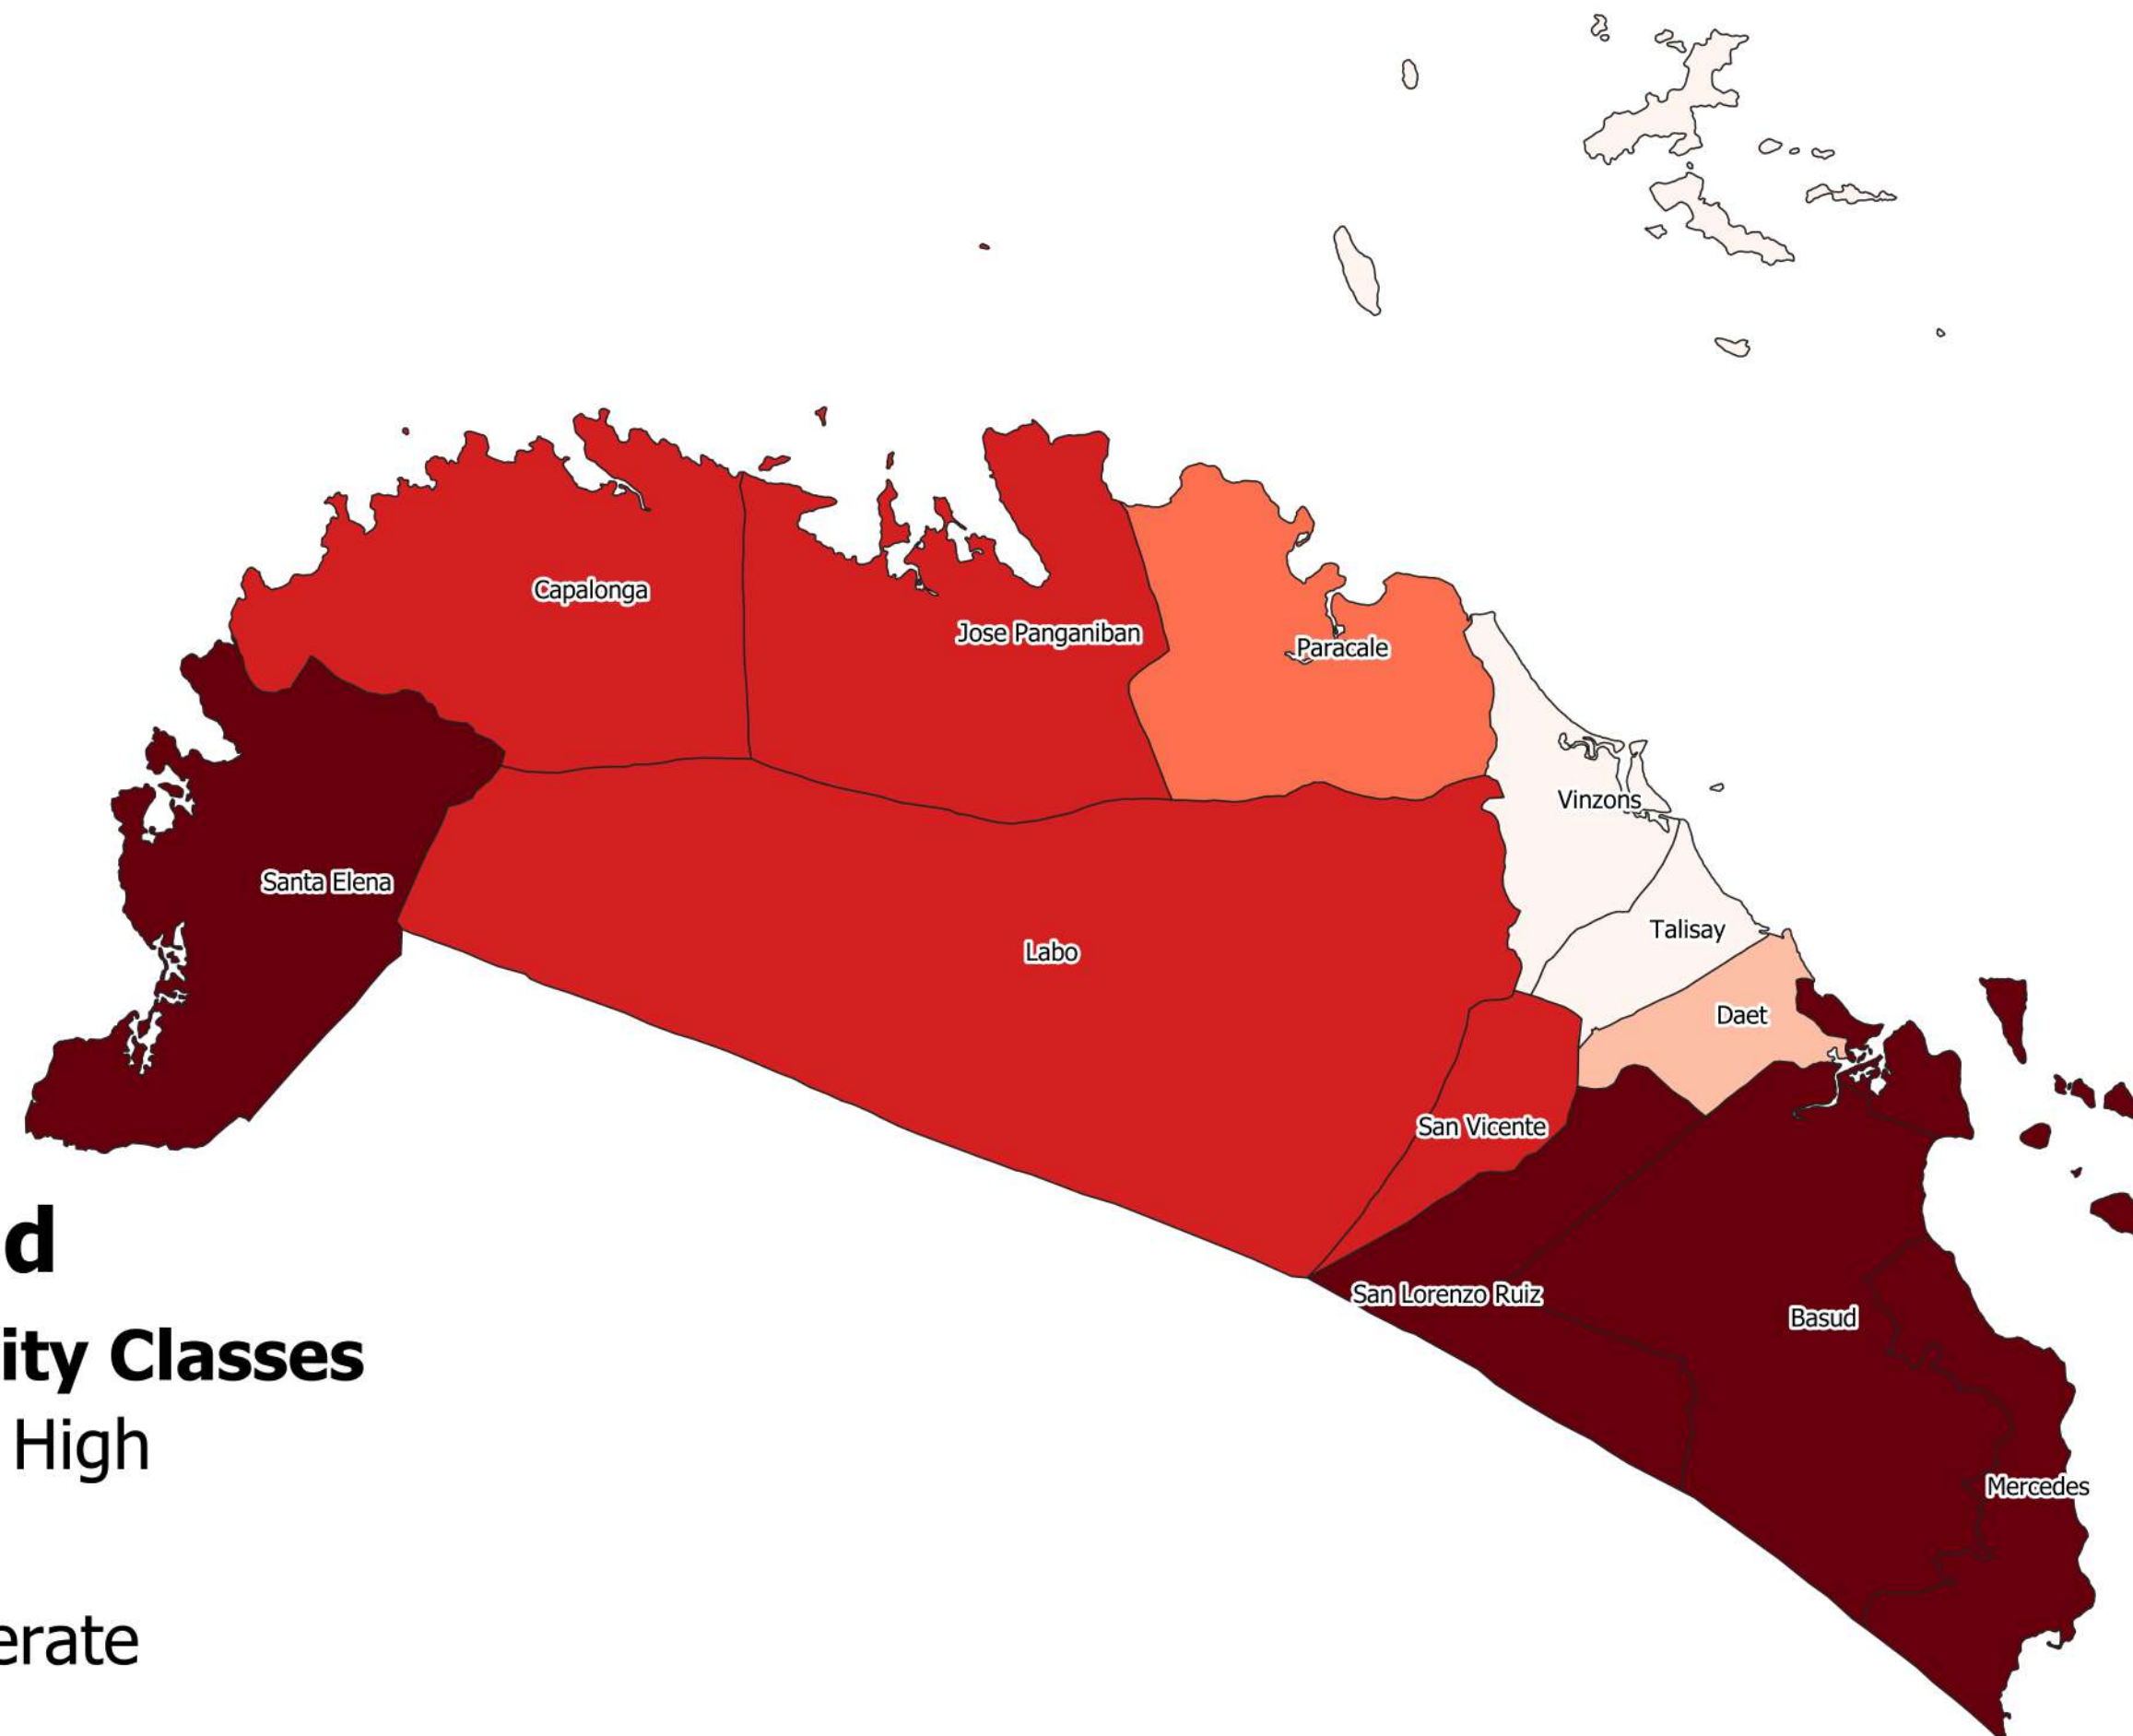 Capalonga
Jose Panganiban
Paracale
Vinzons
Santa Elena
Talisay
Labo
Daet
San Vicente
San Lorenzo Ruiz
Basud
Mercedes
d
ity Classes
High
erate